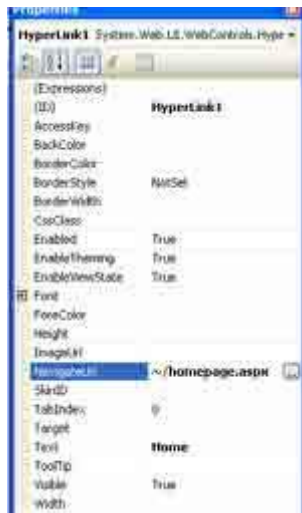 Properties
HyperLink1 System.Web.UI.WebControls.Hype
(Expressions)
(ID) HyperLink1
AccessKey
BackColor
BorderColor
BorderStyle NotSet
BorderWidth
CssClass
Enabled True
EnableTheming True
EnableViewState True
Font
ForeColor
Height
ImageUrl
NavigateUrl ~/homepage.aspx ...
SkinID
TabIndex 0
Target
Text Home
ToolTip
Visible True
Width